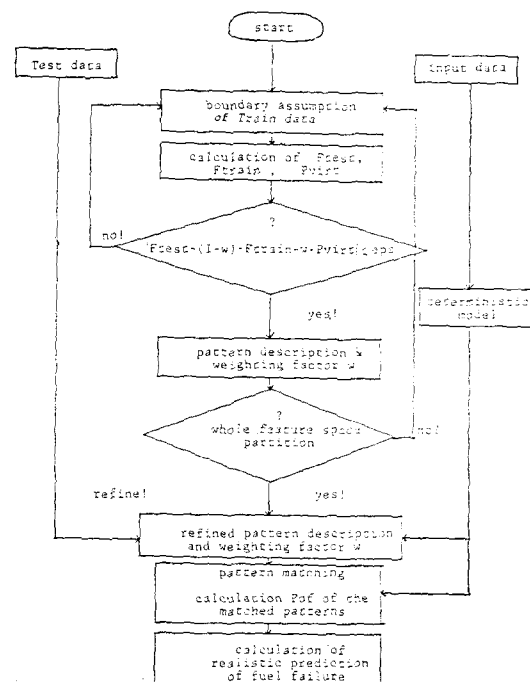 start
Test data
input data
boundary assumption
of Train data
calculation of Ftest,
Ftrain, Pvirt
?
no!
Ftest-(I-w)·Ftrain-w·Pvirt
yes!
deterministic
model
pattern description &
weighting factor w
?
whole feature space
partition
no!
refine!
yes!
refined pattern description
and weighting factor w
pattern matching
calculation Pof of the
matched patterns
calculation of
realistic prediction
of fuel failure